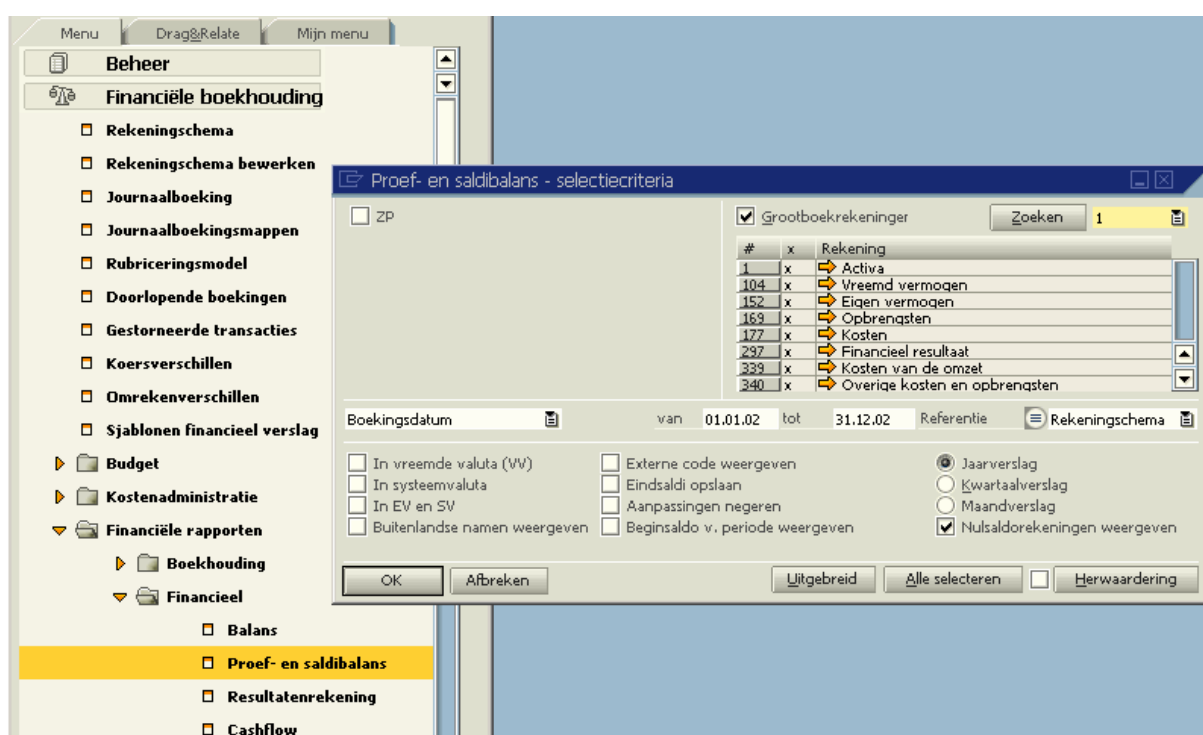 Menu Drag&Relate Mijn menu
Beheer
Financiële boekhouding
Rekeningschema
Rekeningschema bewerken
Journaalboeking
Journaalboekingsmappen
Rubriceringsmodel
Doorlopende boekingen
Gestorneerde transacties
Koersverschillen
Omrekenverschillen
Sjablonen financieel verslag
Budget
Kostenadministratie
Financiële rapporten
Boekhouding
Financieel
Balans
Proef- en saldibalans
Resultatenrekening
Cashflow
Proef- en saldibalans - selectiecriteria
ZP
Grootboekrekeninger Zoeken 1
# x Rekening
1 x Activa
104 x Vreemd vermogen
152 x Eigen vermogen
169 x Opbrengsten
177 x Kosten
297 x Financieel resultaat
339 x Kosten van de omzet
340 x Overige kosten en opbrengsten
Boekingsdatum van 01.01.02 tot 31.12.02 Referentie Rekeningschema
In vreemde valuta (VV) Externe code weergeven Jaarverslag
In systeemvaluta Eindsaldi opslaan Kwartaalverslag
In EV en SV Aanpassingen negeren Maandverslag
Buitenlandse namen weergeven Beginsaldo v. periode weergeven Nulsaldorekeningen weergeven
OK Afbreken Uitgebreid Alle selecteren Herwaardering